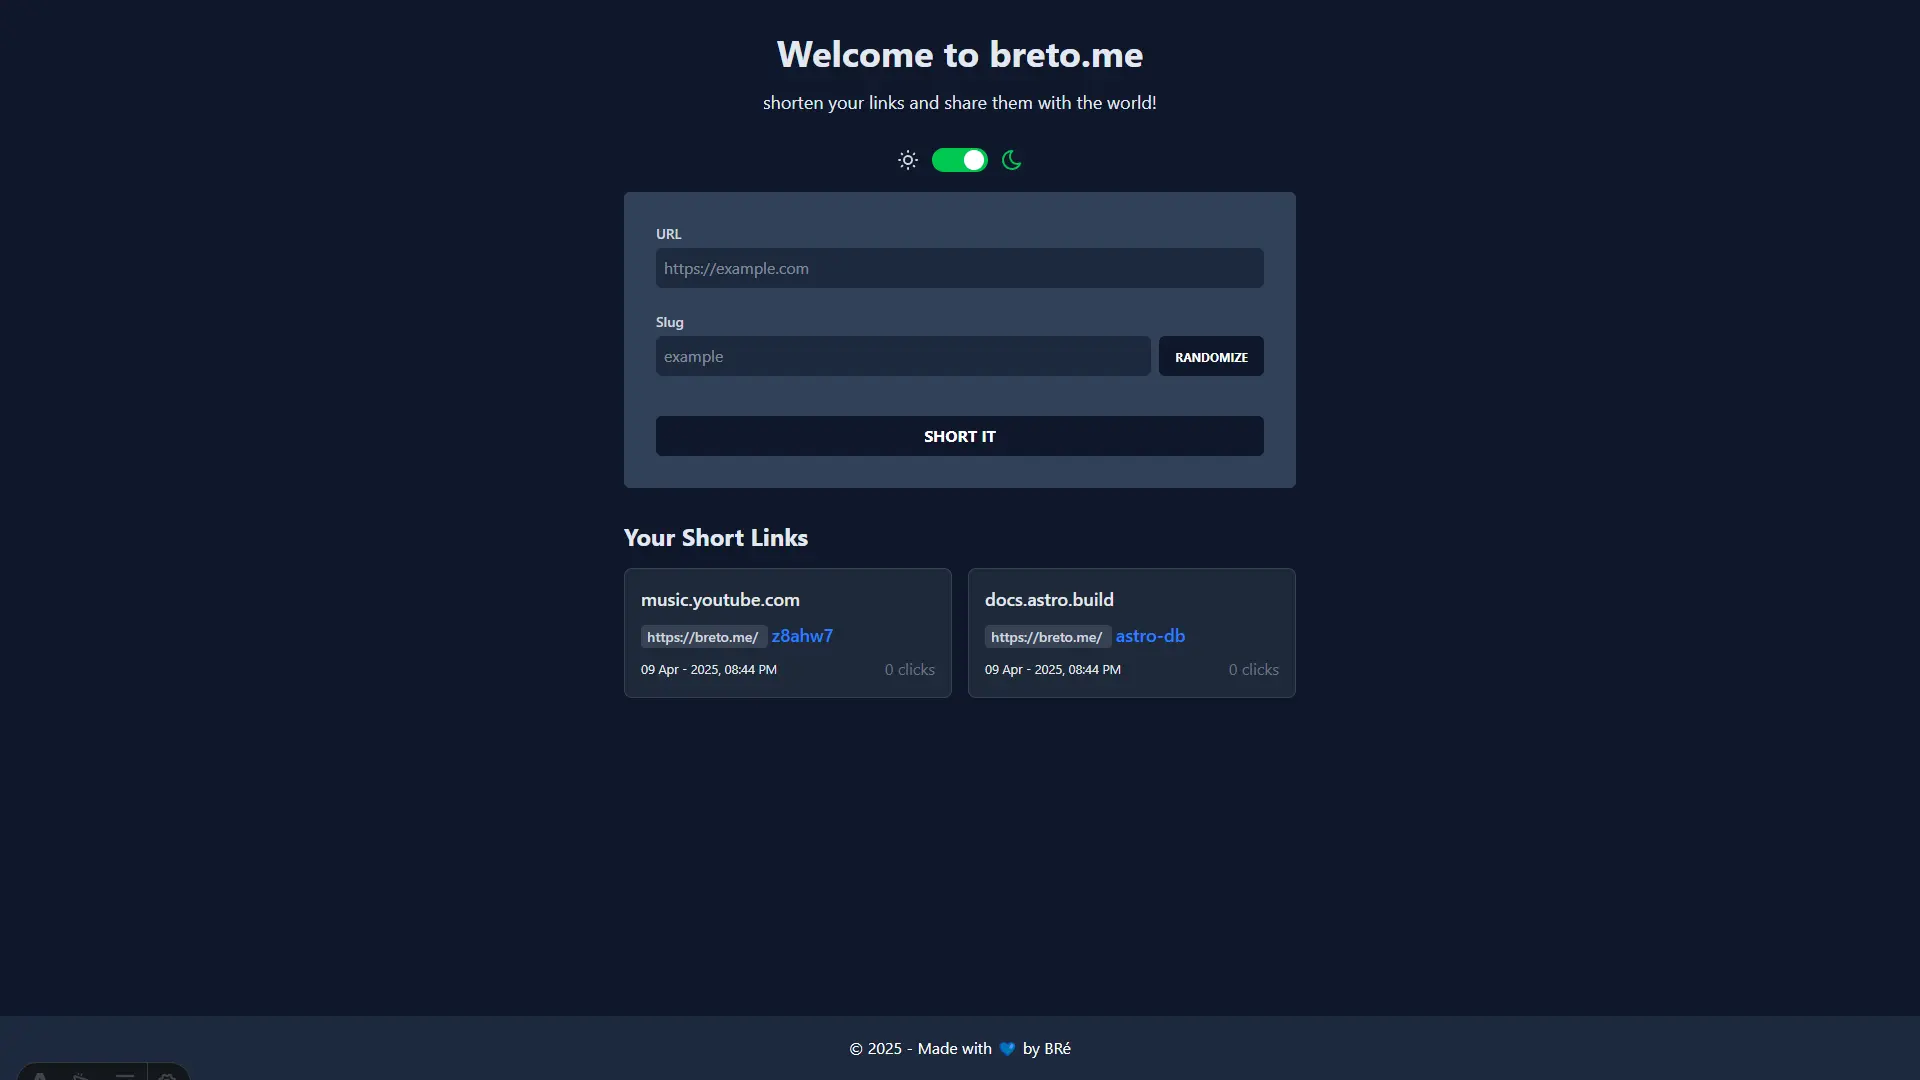 Welcome to breto.me
shorten your links and share them with the world!
URL
https://example.com
Slug
example
RANDOMIZE
SHORT IT
Your Short Links
music.youtube.com
https://breto.me/ z8ahw7
09 Apr - 2025, 08:44 PM 0 clicks
docs.astro.build
https://breto.me/ astro-db
09 Apr - 2025, 08:44 PM 0 clicks
© 2025 - Made with 💙 by BRé